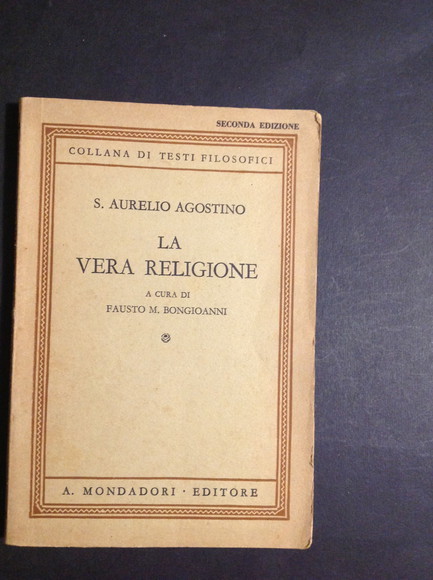 SECONDA EDIZIONE
COLLANA DI TESTI FILOSOFICI
S. AURELIO AGOSTINO
LA
VERA RELIGIONE
A CURA DI
FAUSTO M. BONGIOANNI
A. MONDADORI · EDITORE